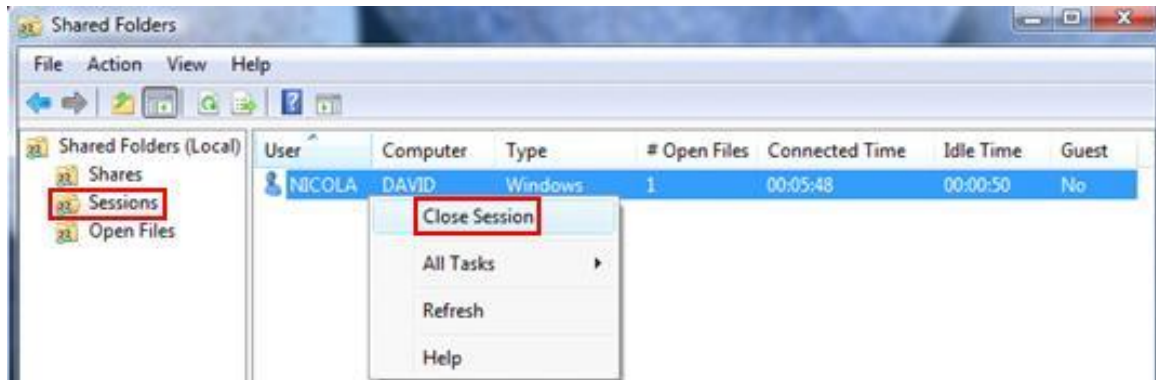 Shared Folders
File Action View Help
Shared Folders (Local)
Shares
Sessions
Open Files
User Computer Type # Open Files Connected Time Idle Time Guest
NICOLA DAVID Windows 1 00:05:48 00:00:50 No
Close Session
All Tasks
Refresh
Help